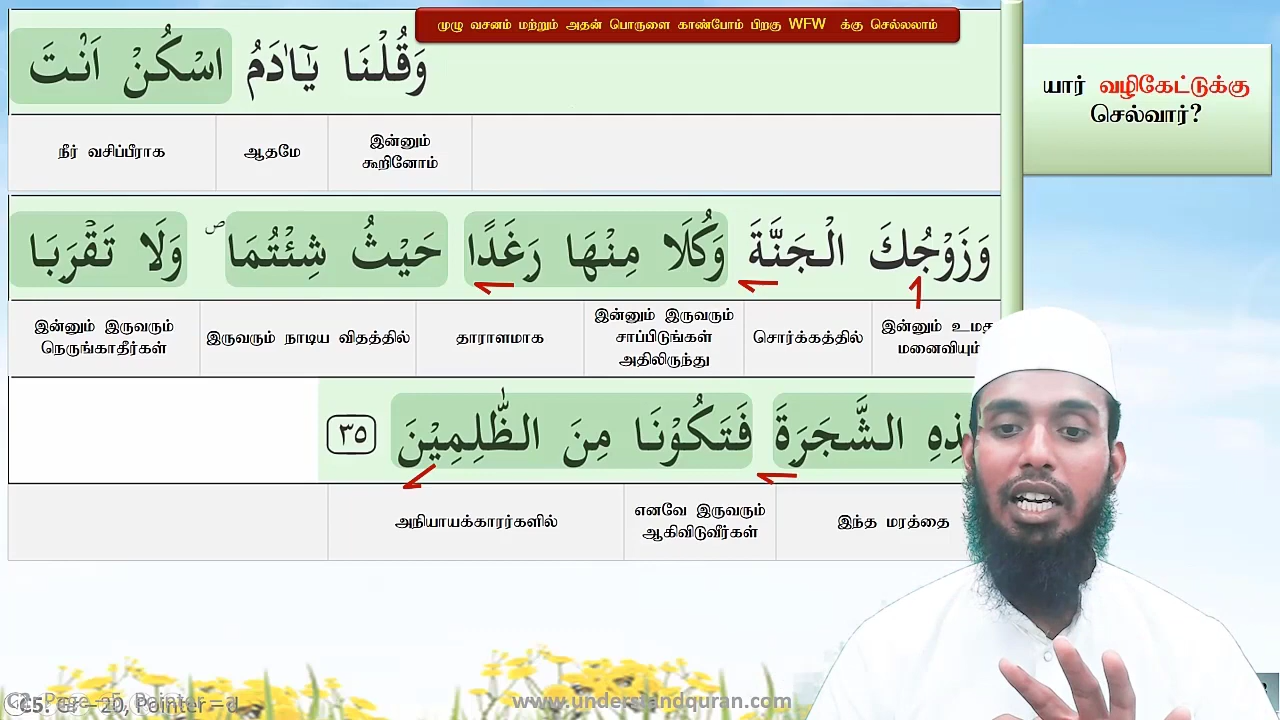 முழு வசனம் மற்றும் அதன் பொருளை காண்போம் பிறகு WFW க்கு செல்லலாம்
وَقُلْنَا يٰٓاٰدَمُ اسْكُنْ اَنْتَ
இன்னும் கூறினோம்
ஆதமே
நீர் வசிப்பீராக
وَزَوْجُكَ الْجَنَّةَ وَكُلَا مِنْهَا رَغَدًا حَيْثُ شِئْتُمَا ۪ وَلَا تَقْرَبَا
இன்னும்
மனைவியும்
சொர்க்கத்தில்
இன்னும் இருவரும்
சாப்பிடுங்கள்
அதிலிருந்து
தாராளமாக
இருவரும் நாடிய விதத்தில்
இன்னும் இருவரும்
நெருங்காதீர்கள்
الشَّجَرَةَ فَتَكُوْنَا مِنَ الظّٰلِمِيْنَ ٣٥
இந்த மரத்தை
எனவே இருவரும்
ஆகிவிடுவீர்கள்
அநியாயக்காரர்களில்
யார் வழிகேட்டுக்கு
செல்வார்?
www.understandquran.com